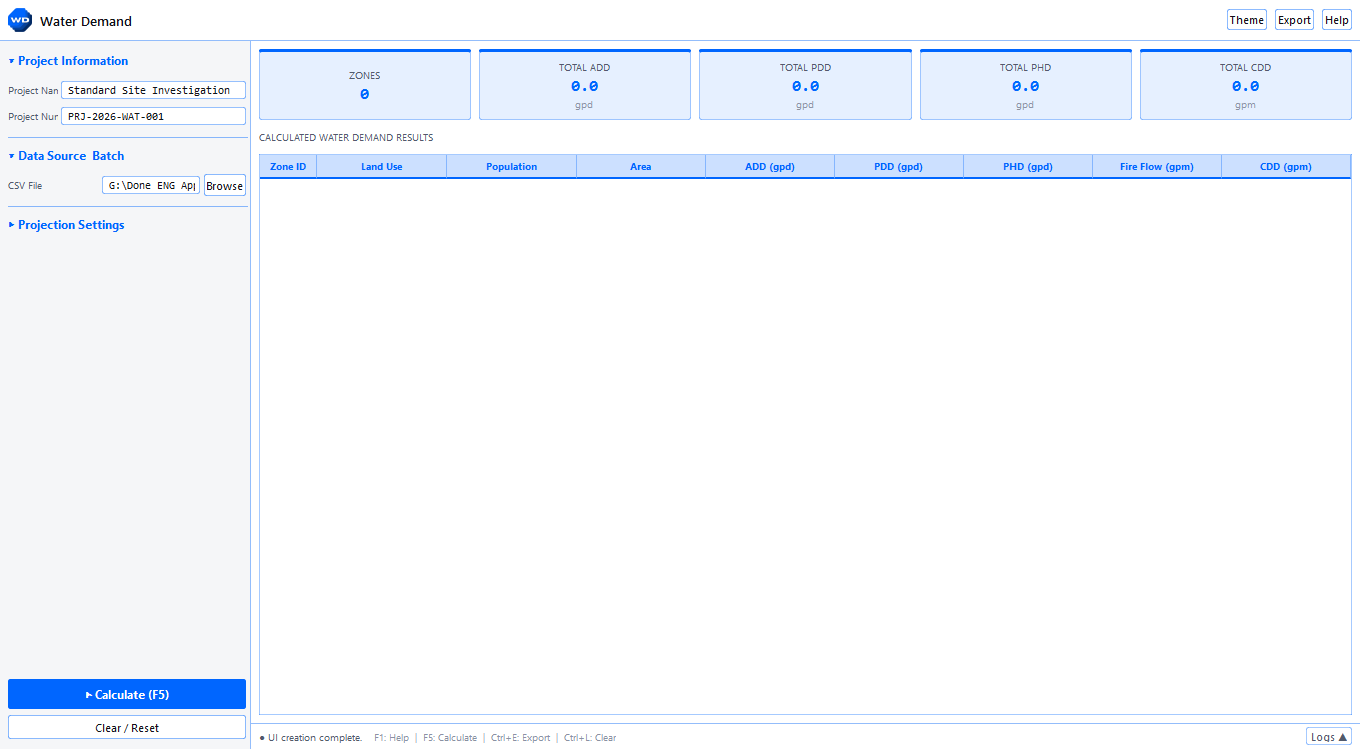 WD Water Demand
Theme Export Help
Project Information
Project Nan Standard Site Investigation
Project Nur PRJ-2026-WAT-001
Data Source Batch
CSV File G:\Done ENG Ap Browse
Projection Settings
Calculate (F5)
Clear / Reset
ZONES
0
TOTAL ADD
0.0
gpd
TOTAL PDD
0.0
gpd
TOTAL PHD
0.0
gpd
TOTAL CDD
0.0
gpm
CALCULATED WATER DEMAND RESULTS
Zone ID Land Use Population Area ADD (gpd) PDD (gpd) PHD (gpd) Fire Flow (gpm) CDD (gpm)
● UI creation complete. F1: Help | F5: Calculate | Ctrl+E: Export | Ctrl+L: Clear
Logs ▲